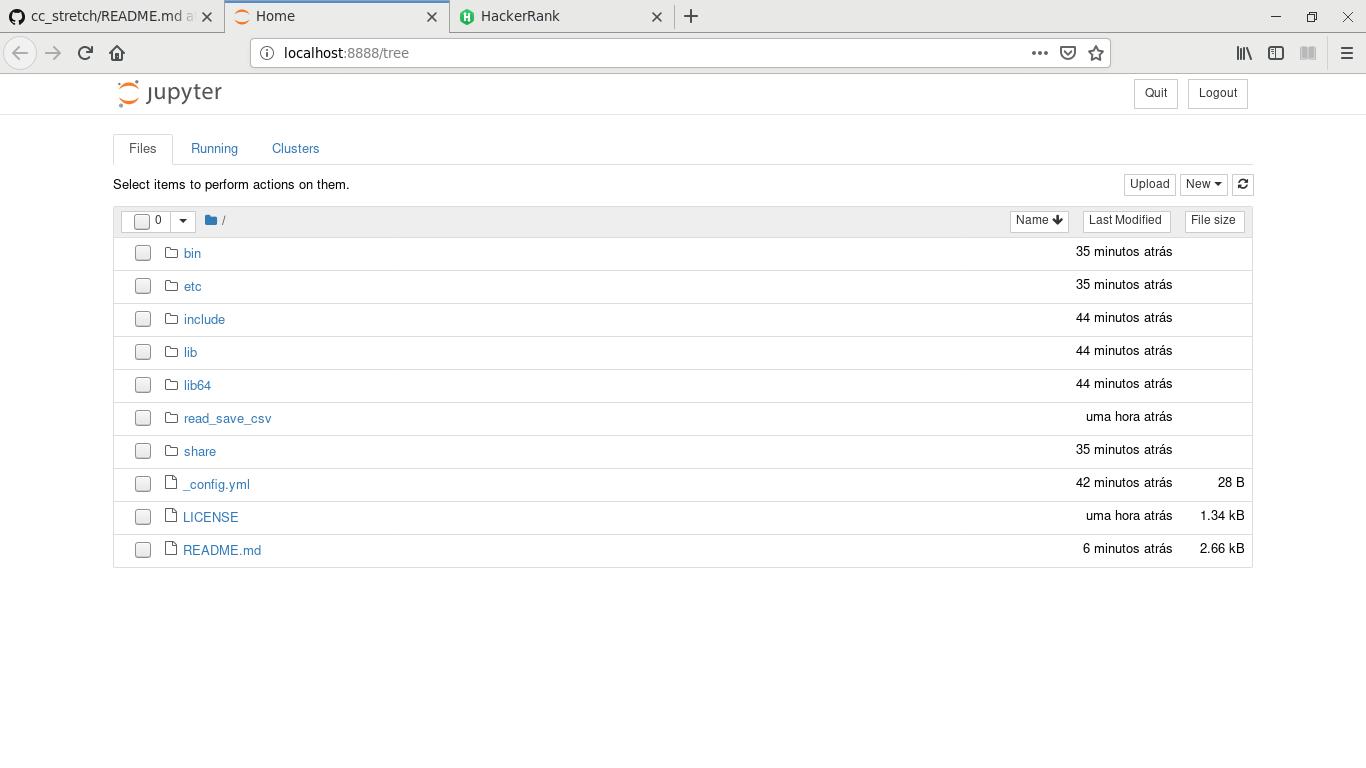 cc_stretch/README.md a
Home
HackerRank
localhost:8888/tree
jupyter
Quit
Logout
Files
Running
Clusters
Select items to perform actions on them.
Upload
New
0
/
Name
Last Modified
File size
bin
35 minutos atrás
etc
35 minutos atrás
include
44 minutos atrás
lib
44 minutos atrás
lib64
44 minutos atrás
read_save_csv
uma hora atrás
share
35 minutos atrás
_config.yml
42 minutos atrás
28 B
LICENSE
uma hora atrás
1.34 kB
README.md
6 minutos atrás
2.66 kB